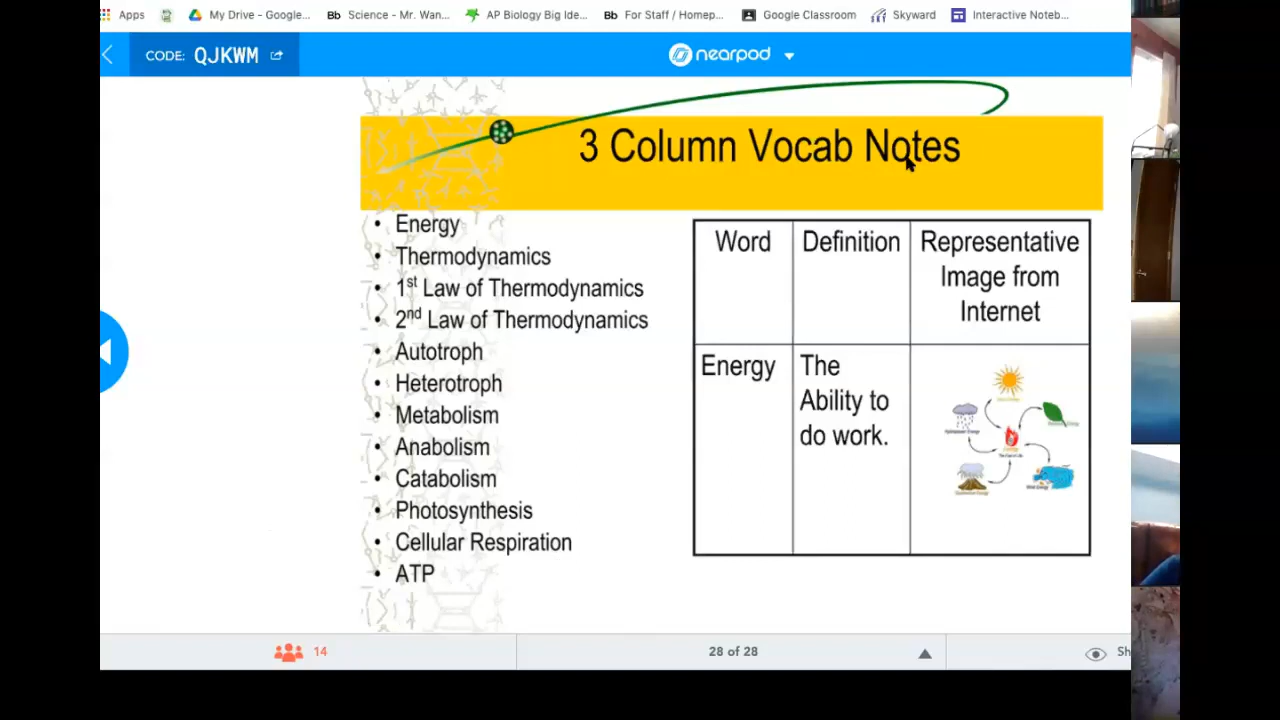 Apps
My Drive - Google...
Bb Science - Mr. Wan...
AP Biology Big Ide...
Bb For Staff / Homep...
Google Classroom
Skyward
Interactive Noteb...
CODE: QJKWM
nearpod
3 Column Vocab Notes
• Energy
• Thermodynamics
• 1st Law of Thermodynamics
• 2nd Law of Thermodynamics
• Autotroph
• Heterotroph
• Metabolism
• Anabolism
• Catabolism
• Photosynthesis
• Cellular Respiration
• ATP
Word
Definition
Representative
Image from
Internet
Energy
The
Ability to
do work.
14
28 of 28
Sh